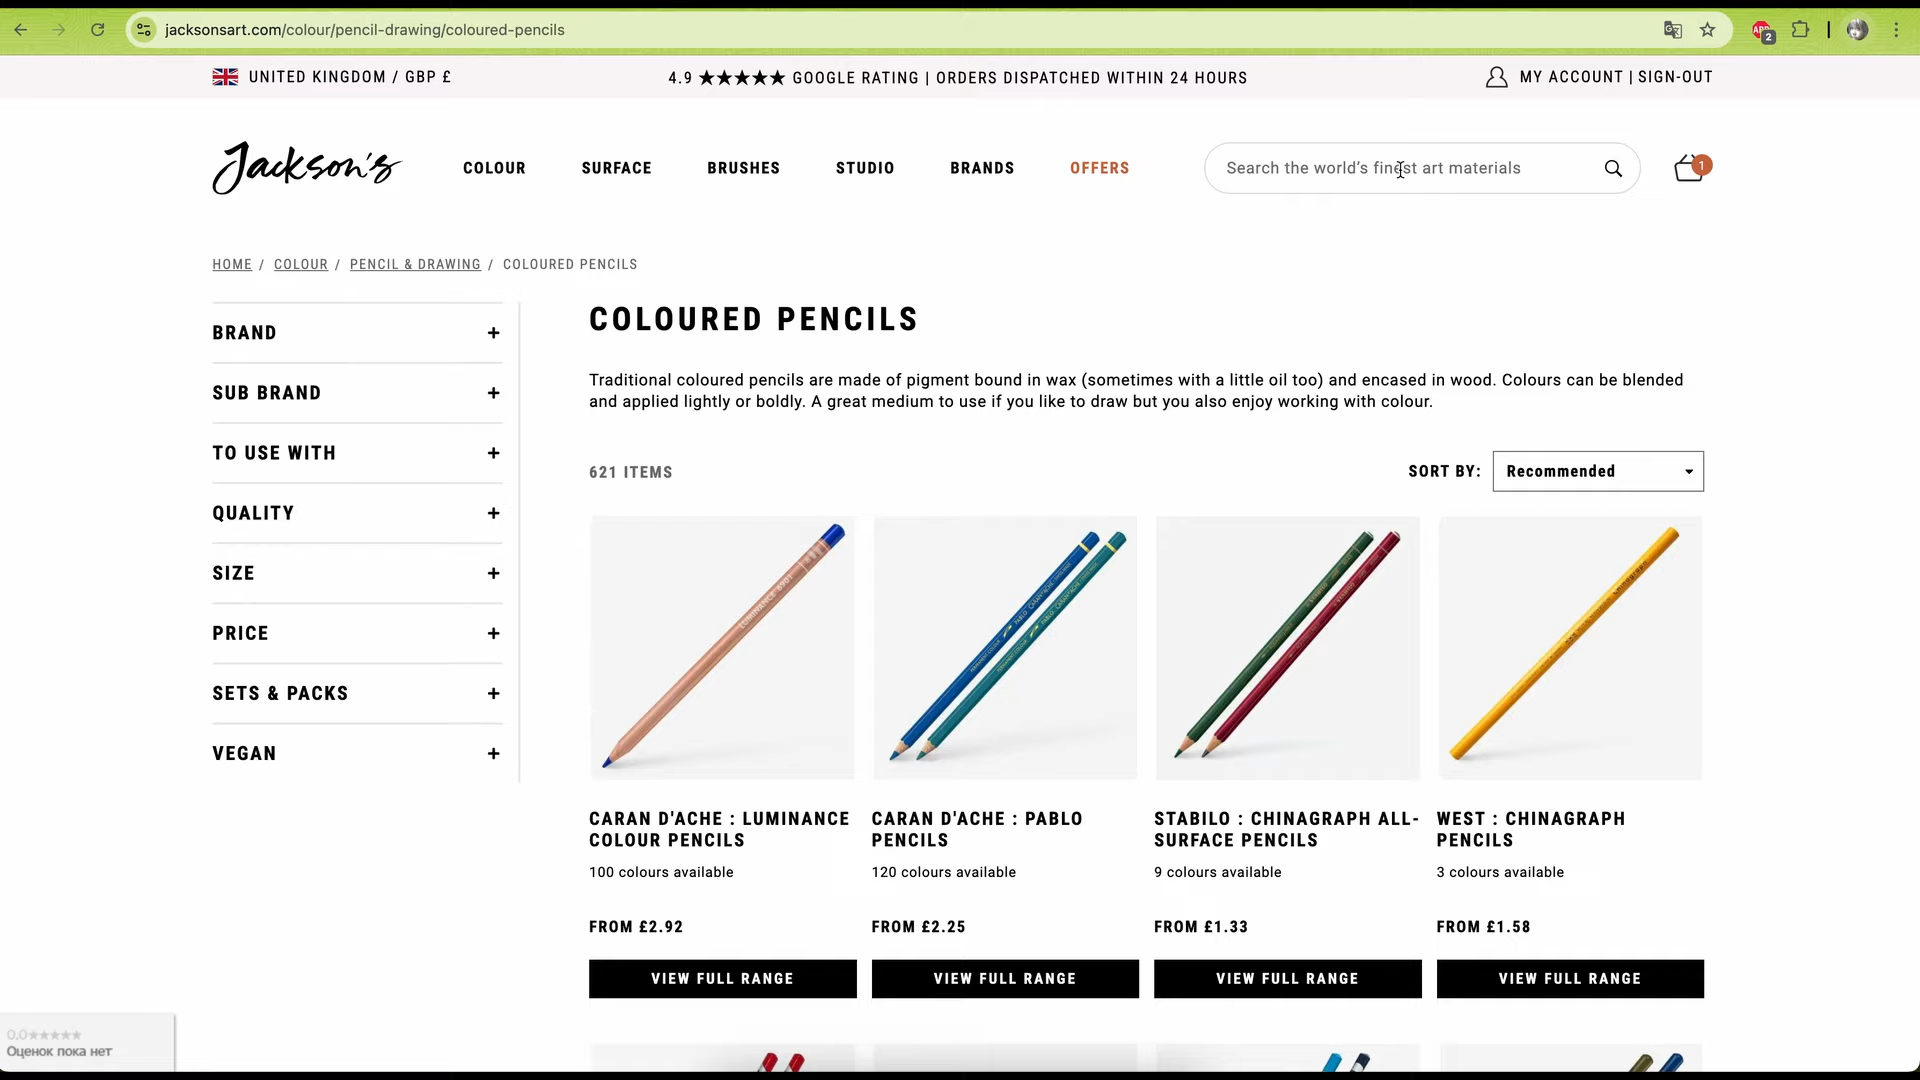 jacksonsart.com/colour/pencil-drawing/coloured-pencils
ABP
2
UNITED KINGDOM / GBP £
4.9 ★★★★★ GOOGLE RATING | ORDERS DISPATCHED WITHIN 24 HOURS
MY ACCOUNT | SIGN-OUT
Jackson's
COLOUR
SURFACE
BRUSHES
STUDIO
BRANDS
OFFERS
Search the world's finest art materials
1
HOME / COLOUR / PENCIL & DRAWING / COLOURED PENCILS
BRAND +
SUB BRAND +
TO USE WITH +
QUALITY +
SIZE +
PRICE +
SETS & PACKS +
VEGAN +
COLOURED PENCILS
Traditional coloured pencils are made of pigment bound in wax (sometimes with a little oil too) and encased in wood. Colours can be blended
and applied lightly or boldly. A great medium to use if you like to draw but you also enjoy working with colour.
621 ITEMS
SORT BY: Recommended
LUMINANCE 6901
CARAN D'ACHE : LUMINANCE
COLOUR PENCILS
100 colours available
FROM £2.92
VIEW FULL RANGE
CARAN D'ACHE : PABLO
PENCILS
120 colours available
FROM £2.25
VIEW FULL RANGE
STABILO : CHINAGRAPH ALL-
SURFACE PENCILS
9 colours available
FROM £1.33
VIEW FULL RANGE
WEST : CHINAGRAPH
PENCILS
3 colours available
FROM £1.58
VIEW FULL RANGE
0.0★★★★★
Оценок пока нет